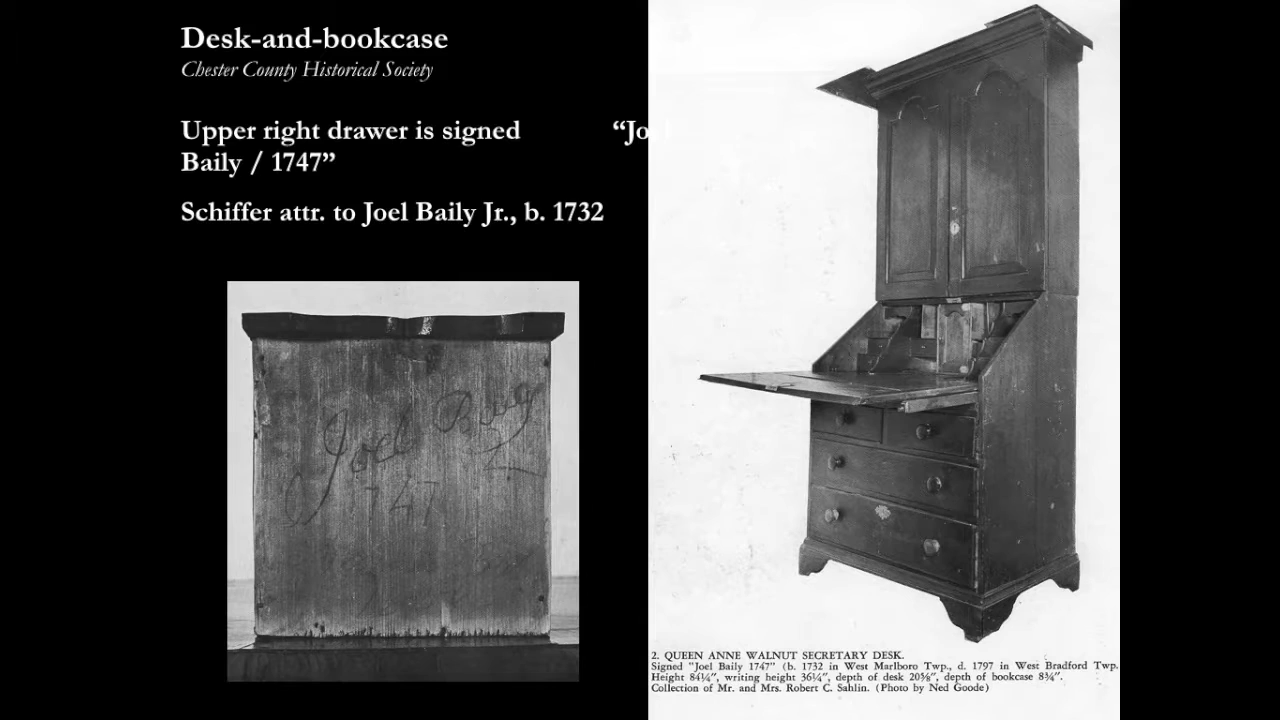 Desk-and-bookcase
Chester County Historical Society
Upper right drawer is signed “Joel
Baily / 1747”
Schiffer attr. to Joel Baily Jr., b. 1732
Joel Baily
1747
2. QUEEN ANNE WALNUT SECRETARY DESK.
Signed "Joel Baily 1747" (b. 1732 in West Marlboro Twp., d. 1797 in West Bradford Twp.
Height 84¼", writing height 36¼", depth of desk 20⅝", depth of bookcase 8¾".
Collection of Mr. and Mrs. Robert C. Sahlin. (Photo by Ned Goode)